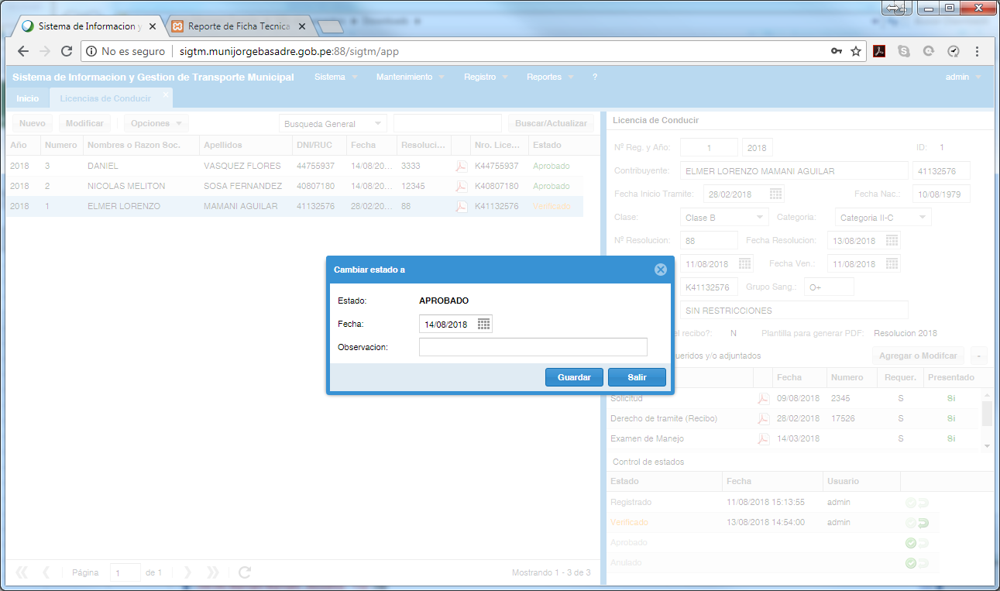 Sistema de Informacion y
Reporte de Ficha Tecnica
No es seguro
sigtm.munijorgebasadre.gob.pe:88/sigtm/app
Sistema de Informacion y Gestion de Transporte Municipal Sistema Mantenimiento Registro Reportes ? admin
Inicio Licencias de Conducir
Nuevo Modificar Opciones Busqueda General Buscar/Actualizar
Año Numero Nombres o Razon Soc. Apellidos DNI/RUC Fecha Resoluci... Nro. Lice... Estado
2018 3 DANIEL VASQUEZ FLORES 44755937 14/08/20... 3333 K44755937 Aprobado
2018 2 NICOLAS MELITON SOSA FERNANDEZ 40807180 14/08/20... 12345 K40807180 Aprobado
2018 1 ELMER LORENZO MAMANI AGUILAR 41132576 28/02/20... 88 K41132576 Verificado
Licencia de Conducir
Nº Reg. y Año: 1 2018 ID: 1
Contribuyente: ELMER LORENZO MAMANI AGUILAR 41132576
Fecha Inicio Tramite: 28/02/2018 Fecha Nac.: 10/08/1979
Clase: Clase B Categoria: Categoria II-C
Nº Resolucion: 88 Fecha Resolucion: 13/08/2018
11/08/2018 Fecha Ven.: 11/08/2018
K41132576 Grupo Sang.: O+
SIN RESTRICCIONES
el recibo?: N Plantilla para generar PDF: Resolucion 2018
ueridos y/o adjuntados Agregar o Modifcar -
Fecha Numero Requer. Presentado
Solicitud 09/08/2018 2345 S Si
Derecho de tramite (Recibo) 28/02/2018 17526 S Si
Examen de Manejo 14/03/2018 S Si
Control de estados
Estado Fecha Usuario
Registrado 11/08/2018 15:13:55 admin
Verificado 13/08/2018 14:54:00 admin
Aprobado
Anulado
Cambiar estado a
Estado: APROBADO
Fecha: 14/08/2018
Observacion:
Guardar Salir
Página 1 de 1 Mostrando 1 - 3 de 3